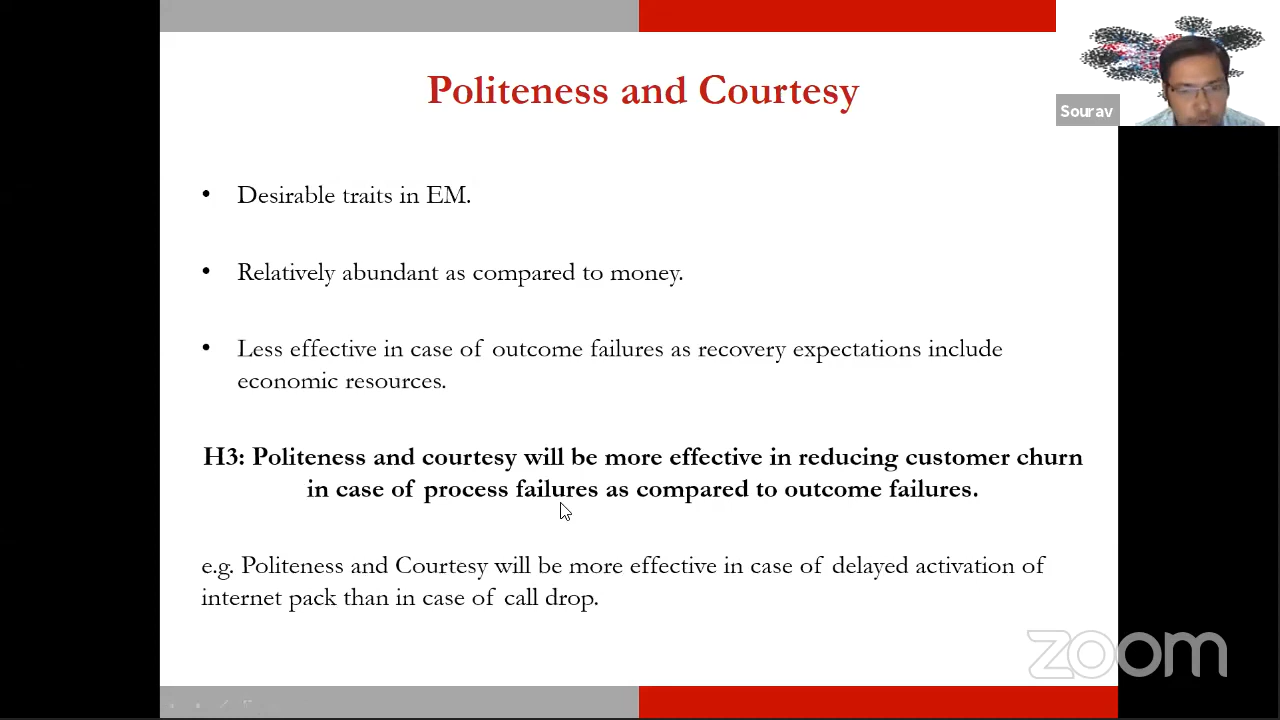 Politeness and Courtesy
Sourav
• Desirable traits in EM.
• Relatively abundant as compared to money.
• Less effective in case of outcome failures as recovery expectations include
economic resources.
H3: Politeness and courtesy will be more effective in reducing customer churn
in case of process failures as compared to outcome failures.
e.g. Politeness and Courtesy will be more effective in case of delayed activation of
internet pack than in case of call drop.
zoom